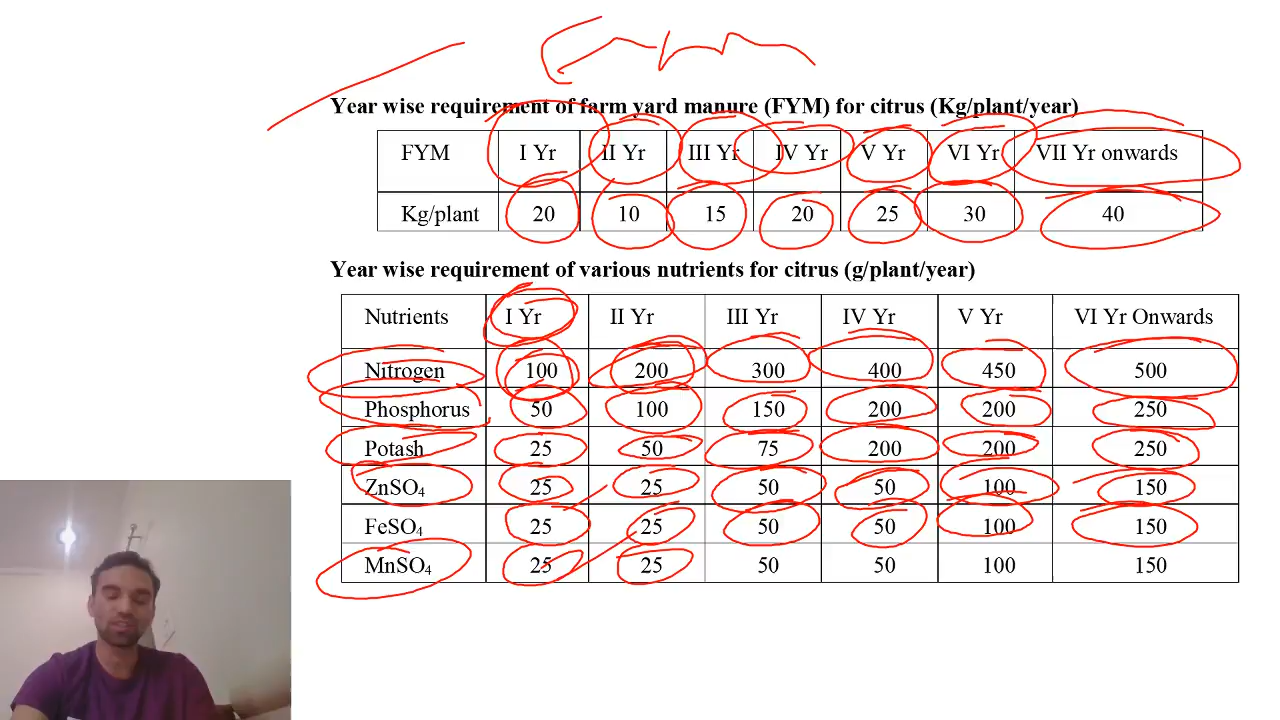 Year wise requirement of farm yard manure (FYM) for citrus (Kg/plant/year)
FYM I Yr II Yr III Yr IV Yr V Yr VI Yr VII Yr onwards
Kg/plant 20 10 15 20 25 30 40
Year wise requirement of various nutrients for citrus (g/plant/year)
Nutrients I Yr II Yr III Yr IV Yr V Yr VI Yr Onwards
Nitrogen 100 200 300 400 450 500
Phosphorus 50 100 150 200 200 250
Potash 25 50 75 200 200 250
ZnSO₄ 25 25 50 50 100 150
FeSO₄ 25 25 50 50 100 150
MnSO₄ 25 25 50 50 100 150